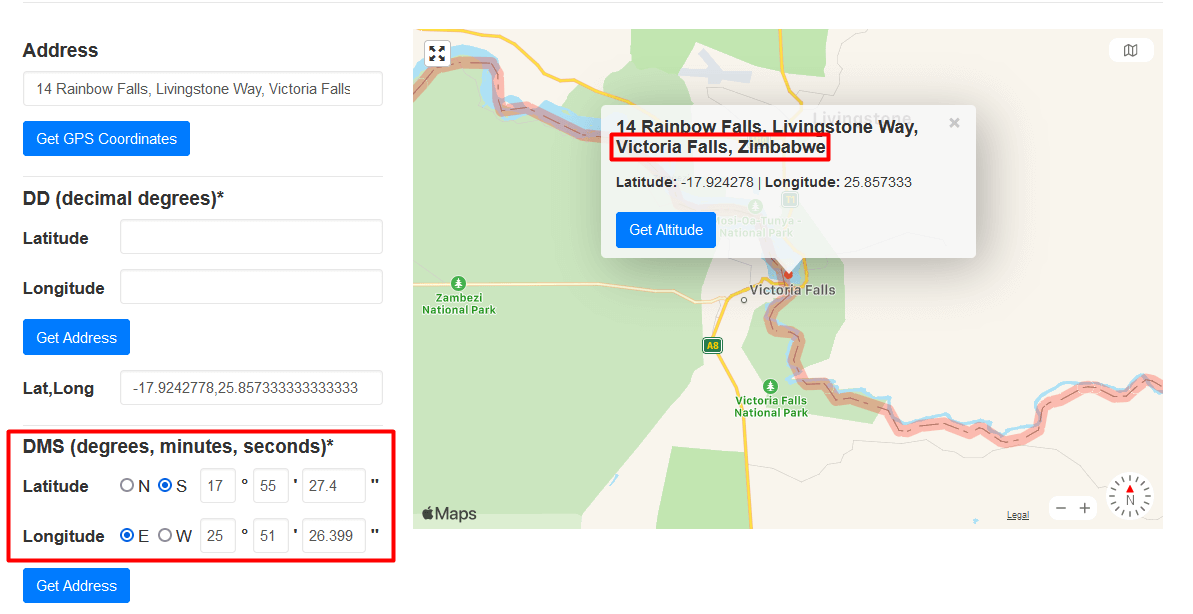 Address
14 Rainbow Falls, Livingstone Way, Victoria Falls
Get GPS Coordinates
DD (decimal degrees)*
Latitude
Longitude
Get Address
Lat,Long
-17.9242778,25.857333333333333
DMS (degrees, minutes, seconds)*
Latitude N S 17 ° 55 ' 27.4 "
Longitude E W 25 ° 51 ' 26.399 "
Get Address
Livingstone
14 Rainbow Falls, Livingstone Way,
Victoria Falls, Zimbabwe
×
Latitude: -17.924278 | Longitude: 25.857333
Get Altitude
T1
Mosi-Oa-Tunya -
National Park
Zambezi
National Park
Victoria Falls
A8
Victoria Falls
National Park
Maps
Legal
− +
N